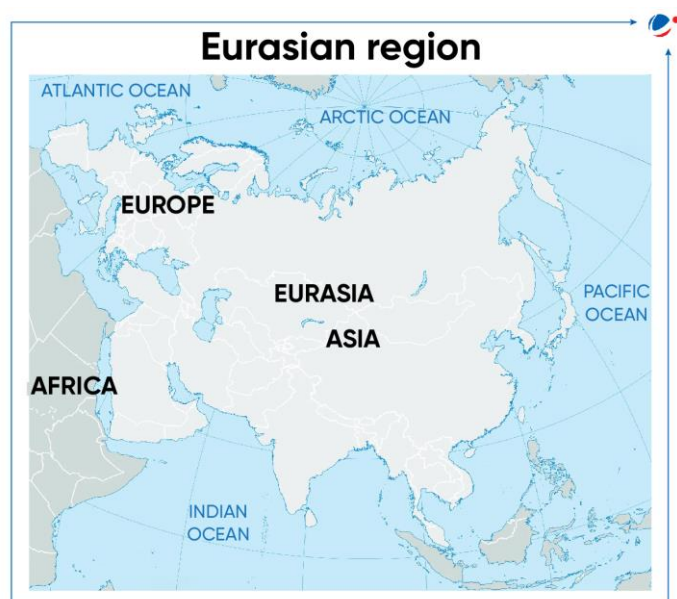 Eurasian region
ATLANTIC OCEAN
ARCTIC OCEAN
EUROPE
EURASIA
PACIFIC
OCEAN
ASIA
AFRICA
INDIAN
OCEAN